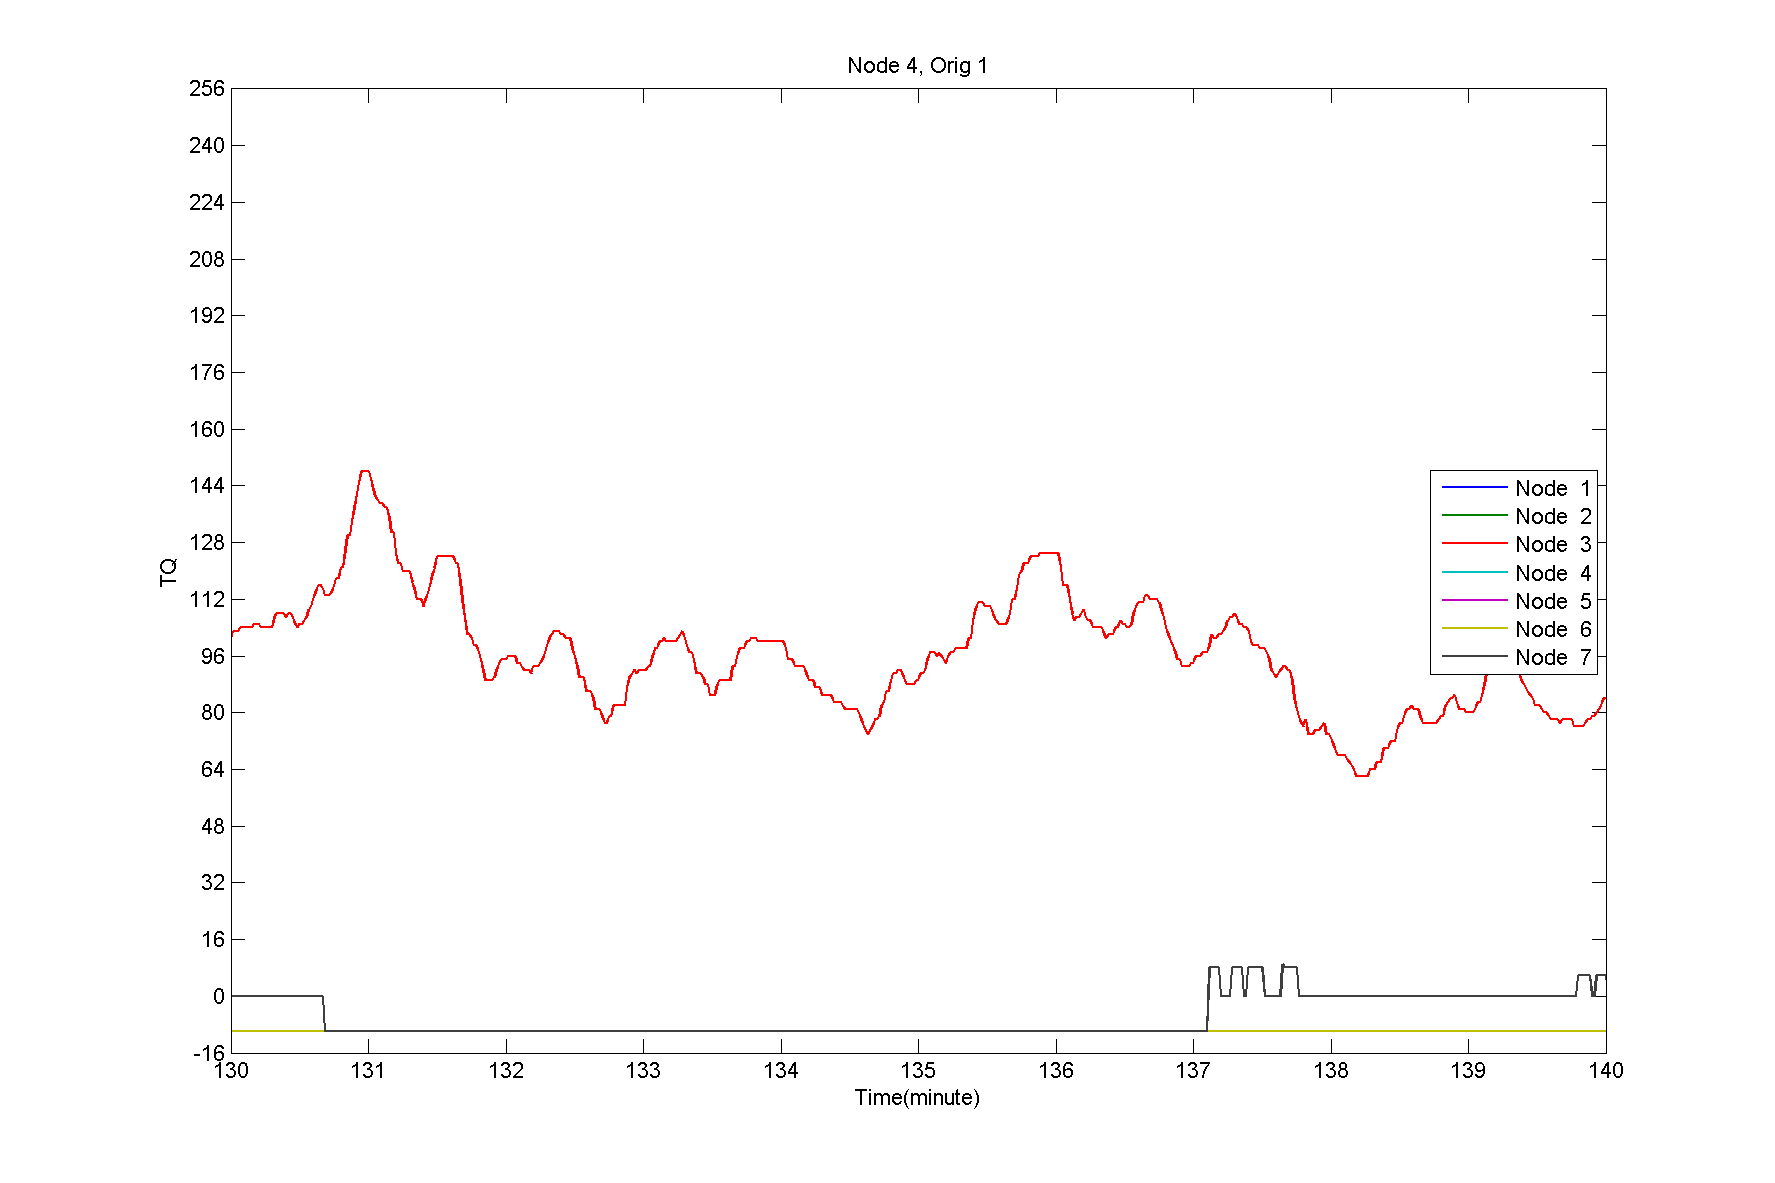 Node 4, Orig 1
256
240
224
208
192
176
160
144
128
112
96
80
64
48
32
16
0
-16
TQ
Node 1
Node 2
Node 3
Node 4
Node 5
Node 6
Node 7
130 131 132 133 134 135 136 137 138 139 140
Time(minute)